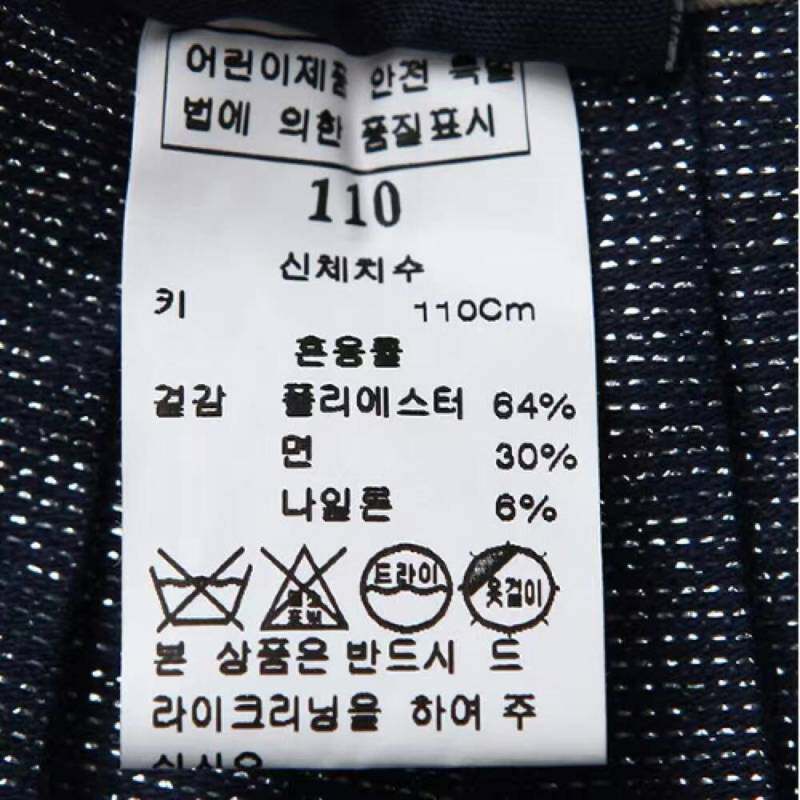 어린이제품 안전 특별
법에 의한 품질표시
110
신체치수
키 110Cm
혼용률
겉감 폴리에스터 64%
면 30%
나일론 6%
드라이 옷걸이
본 상품은 반드시 드
라이크리닝을 하여 주
십시오